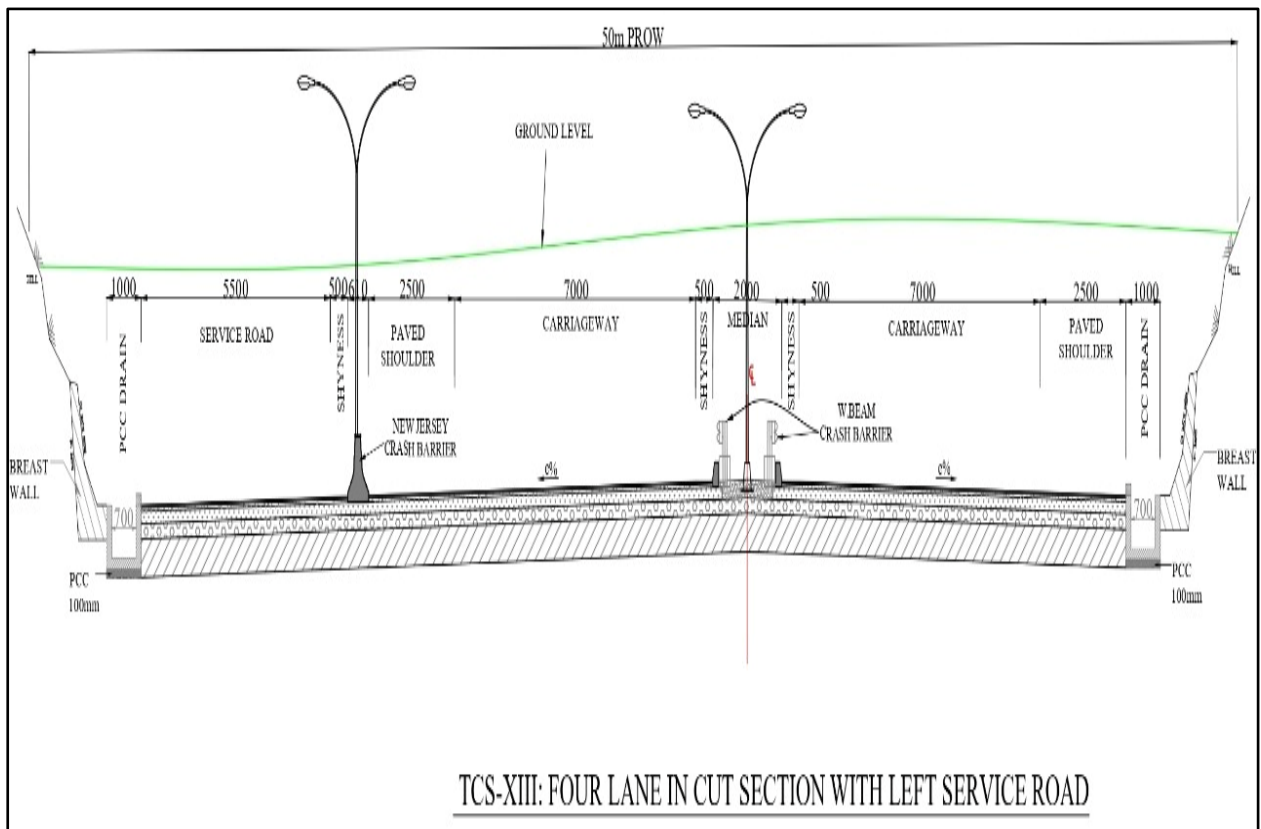 50m PROW
GROUND LEVEL
1000
5500
500
2500
7000
500
2000
500
7000
2500
1000
PCC DRAIN
SERVICE ROAD
SHYNESS
PAVED
SHOULDER
CARRIAGEWAY
SHYNESS
MEDIAN
SHYNESS
CARRIAGEWAY
PAVED
SHOULDER
PCC DRAIN
NEW JERSEY
CRASH BARRIER
W.BEAM
CRASH BARRIER
BREAST
WALL
BREAST
WALL
c%
c%
700
700
PCC
100mm
PCC
100mm
TCS-XIII: FOUR LANE IN CUT SECTION WITH LEFT SERVICE ROAD